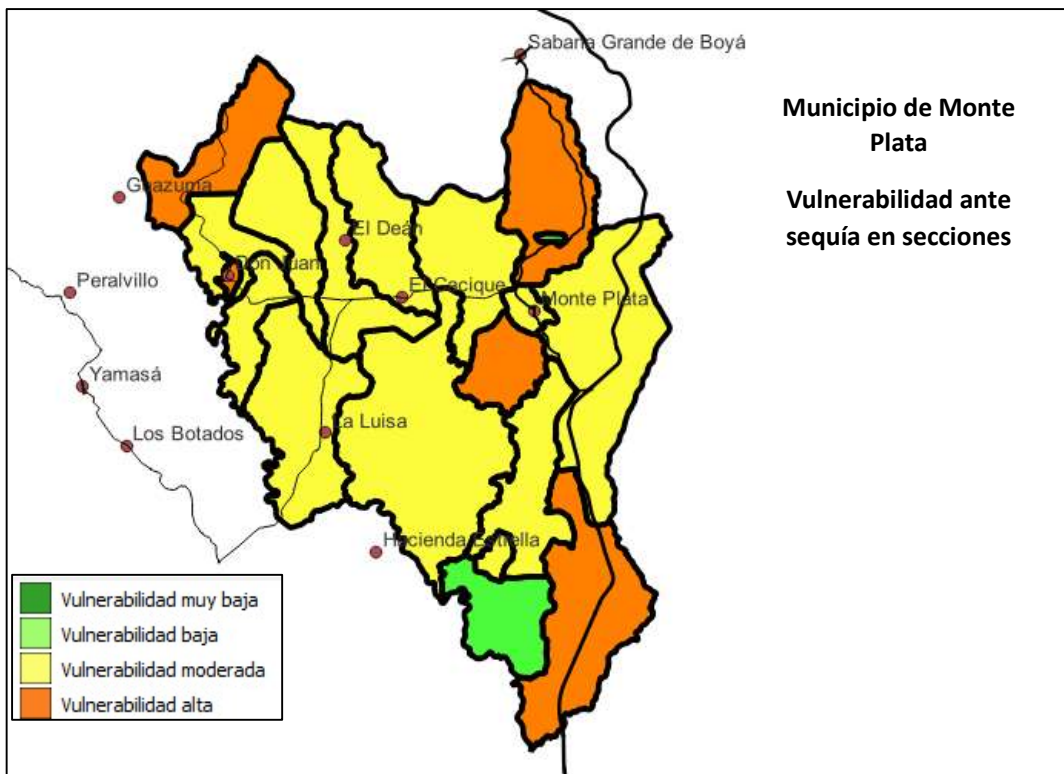 Sabana Grande de Boyá
Municipio de Monte
Plata
Vulnerabilidad ante
sequía en secciones
Guazuma
El Deán
Don Juan
Peralvillo
El Cacique
Monte Plata
Yamasá
La Luisa
Los Botados
Hacienda Estrella
Vulnerabilidad muy baja
Vulnerabilidad baja
Vulnerabilidad moderada
Vulnerabilidad alta